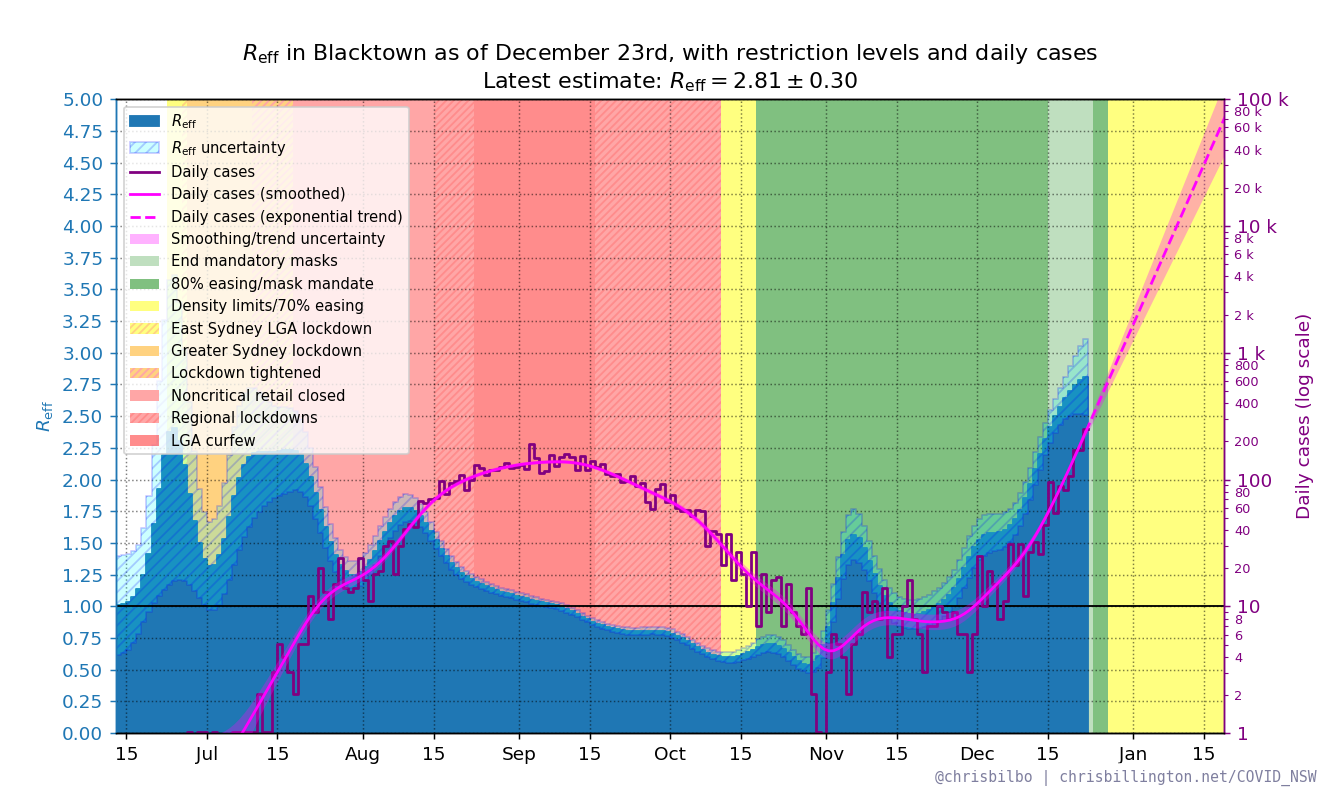 R_eff in Blacktown as of December 23rd, with restriction levels and daily cases
Latest estimate: R_eff = 2.81 ± 0.30
5.00
4.75
4.50
4.25
4.00
3.75
3.50
3.25
3.00
2.75
2.50
2.25
2.00
1.75
1.50
1.25
1.00
0.75
0.50
0.25
0.00
R_eff
R_eff
R_eff uncertainty
Daily cases
Daily cases (smoothed)
Daily cases (exponential trend)
Smoothing/trend uncertainty
End mandatory masks
80% easing/mask mandate
Density limits/70% easing
East Sydney LGA lockdown
Greater Sydney lockdown
Lockdown tightened
Noncritical retail closed
Regional lockdowns
LGA curfew
100 k
80 k
60 k
40 k
20 k
10 k
8 k
6 k
4 k
2 k
1 k
800
600
400
200
100
80
60
40
20
10
8
6
4
2
1
Daily cases (log scale)
15 Jul 15 Aug 15 Sep 15 Oct 15 Nov 15 Dec 15 Jan 15
@chrisbilbo | chrisbillington.net/COVID_NSW